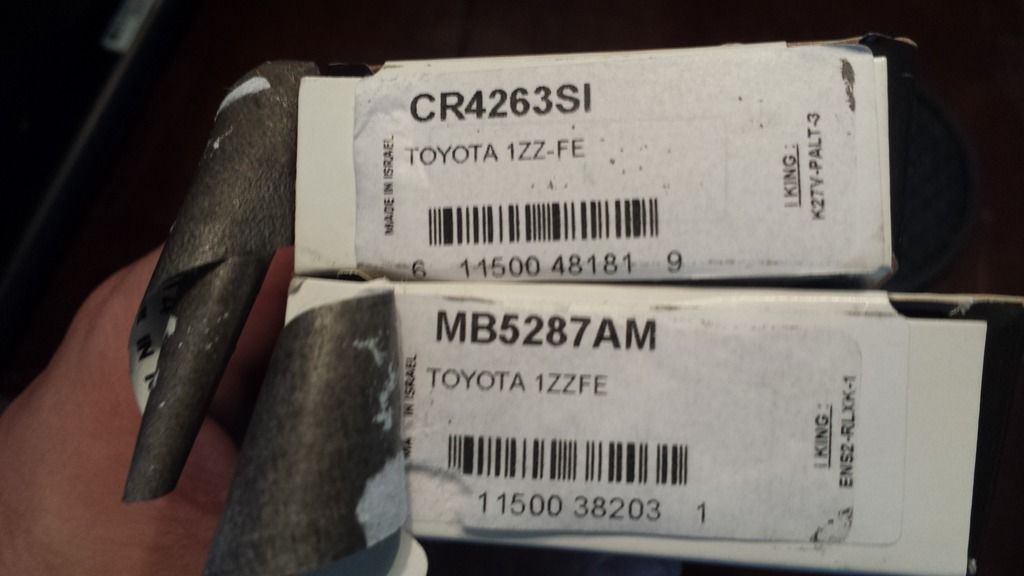 CR4263SI
TOYOTA 1ZZ-FE
MADE IN ISRAEL
6 11500 48181 9
I.KING.:
K27V-PALT-3
MB5287AM
TOYOTA 1ZZFE
IN ISRAEL
11500 38203 1
I.KING.:
ENS2-RLXK-1